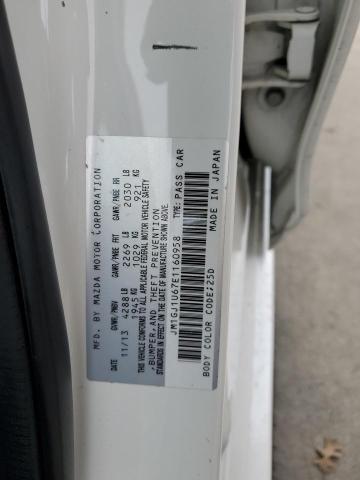 MFD. BY MAZDA MOTOR CORPORATION
GVWR/PNBV GAWR/PNBE FRT GAWR/PNBE RR
11/13 4288 LB 2269 LB 2030 LB
1945 KG 1029 KG 921 KG
THIS VEHICLE CONFORMS TO ALL APPLICABLE FEDERAL MOTOR VEHICLE SAFETY
,BUMPER,AND THEFT PREVENTION
STANDARDS IN EFFECT ON THE DATE OF MANUFACTURE SHOWN ABOVE.
JM1GJ1U67E1160958 TYPE:PASS CAR
BODY COLOR CODE:25D MADE IN JAPAN